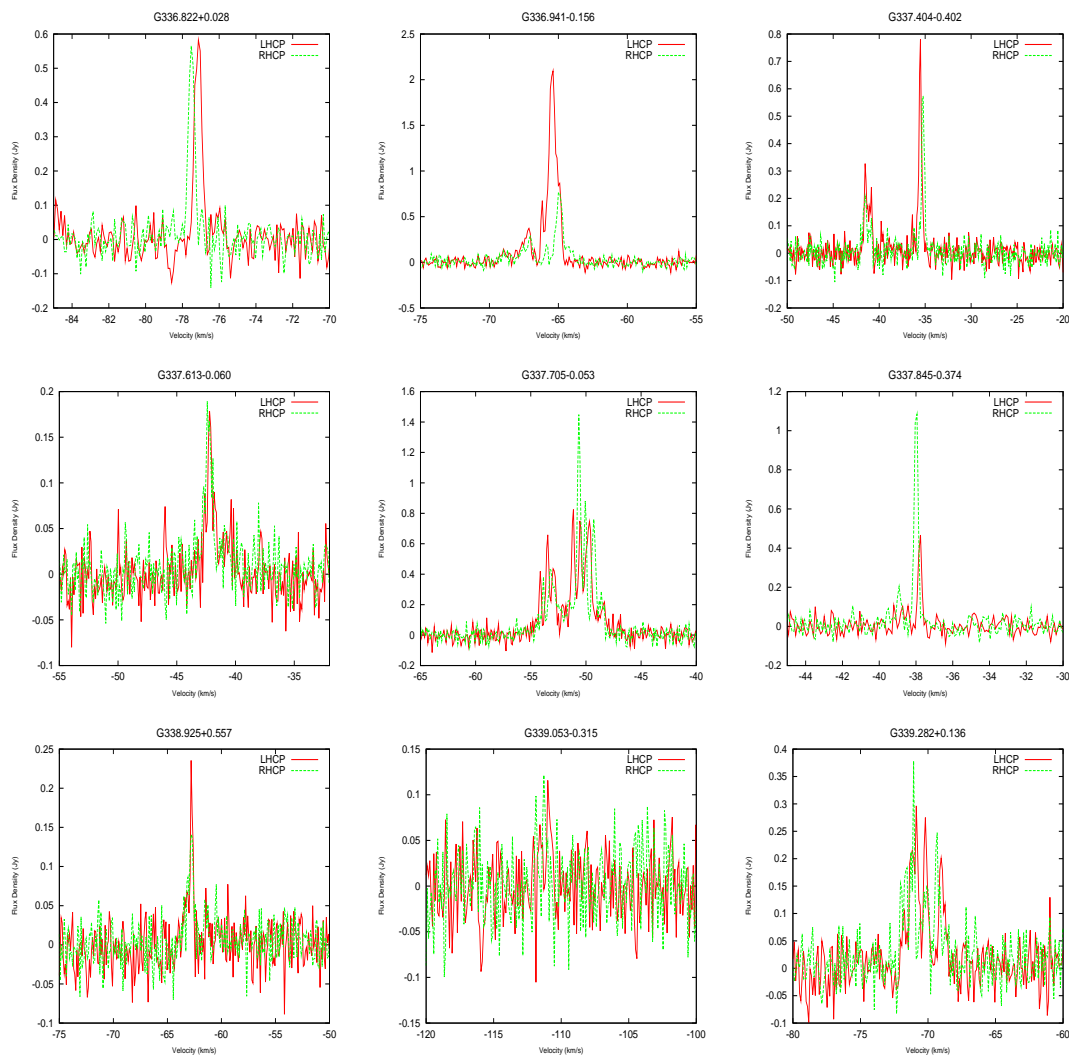 G336.822+0.028
LHCP
RHCP
Flux Density (Jy)
0.6
0.5
0.4
0.3
0.2
0.1
0
-0.1
-0.2
-84 -82 -80 -78 -76 -74 -72 -70
Velocity (km/s)
G336.941-0.156
LHCP
RHCP
Flux Density (Jy)
2.5
2
1.5
1
0.5
0
-0.5
-75 -70 -65 -60 -55
Velocity (km/s)
G337.404-0.402
LHCP
RHCP
Flux Density (Jy)
0.8
0.6
0.4
0.2
0
-0.2
-50 -45 -40 -35 -30 -25 -20
Velocity (km/s)
G337.613-0.060
LHCP
RHCP
Flux Density (Jy)
0.2
0.15
0.1
0.05
0
-0.05
-0.1
-55 -50 -45 -40 -35
Velocity (km/s)
G337.705-0.053
LHCP
RHCP
Flux Density (Jy)
1.6
1.4
1.2
1
0.8
0.6
0.4
0.2
0
-0.2
-65 -60 -55 -50 -45 -40
Velocity (km/s)
G337.845-0.374
LHCP
RHCP
Flux Density (Jy)
1.2
1
0.8
0.6
0.4
0.2
0
-0.2
-44 -42 -40 -38 -36 -34 -32 -30
Velocity (km/s)
G338.925+0.557
LHCP
RHCP
Flux Density (Jy)
0.25
0.2
0.15
0.1
0.05
0
-0.05
-0.1
-75 -70 -65 -60 -55 -50
Velocity (km/s)
G339.053-0.315
LHCP
RHCP
Flux Density (Jy)
0.15
0.1
0.05
0
-0.05
-0.1
-0.15
-120 -115 -110 -105 -100
Velocity (km/s)
G339.282+0.136
LHCP
RHCP
Flux Density (Jy)
0.4
0.35
0.3
0.25
0.2
0.15
0.1
0.05
0
-0.05
-0.1
-80 -75 -70 -65 -60
Velocity (km/s)